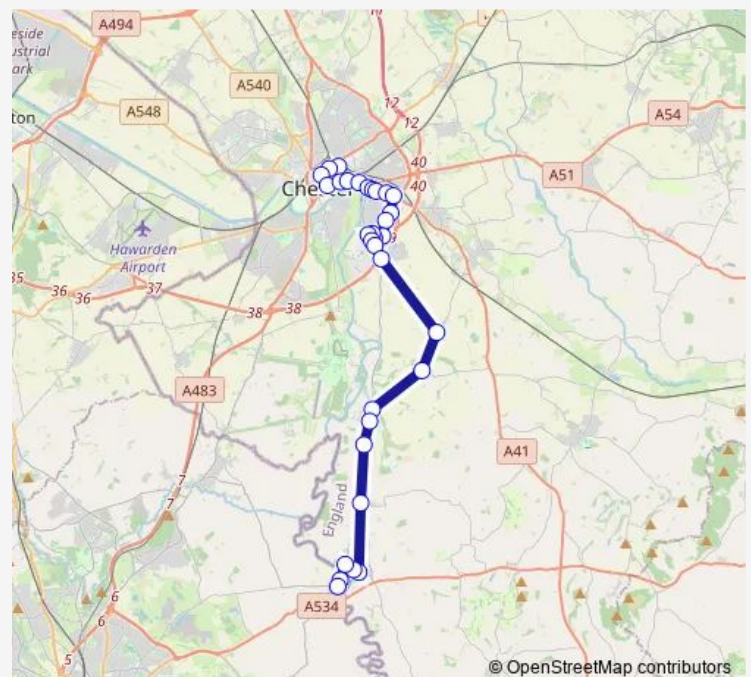 A494
eside
ustrial
ark
A540
10
A548
12
12
A54
ton
40
A51
40
Hawarden
Airport
35
36
36
37
38
38
A483
A41
7
7
England
A534
6
6
5
© OpenStreetMap contributors